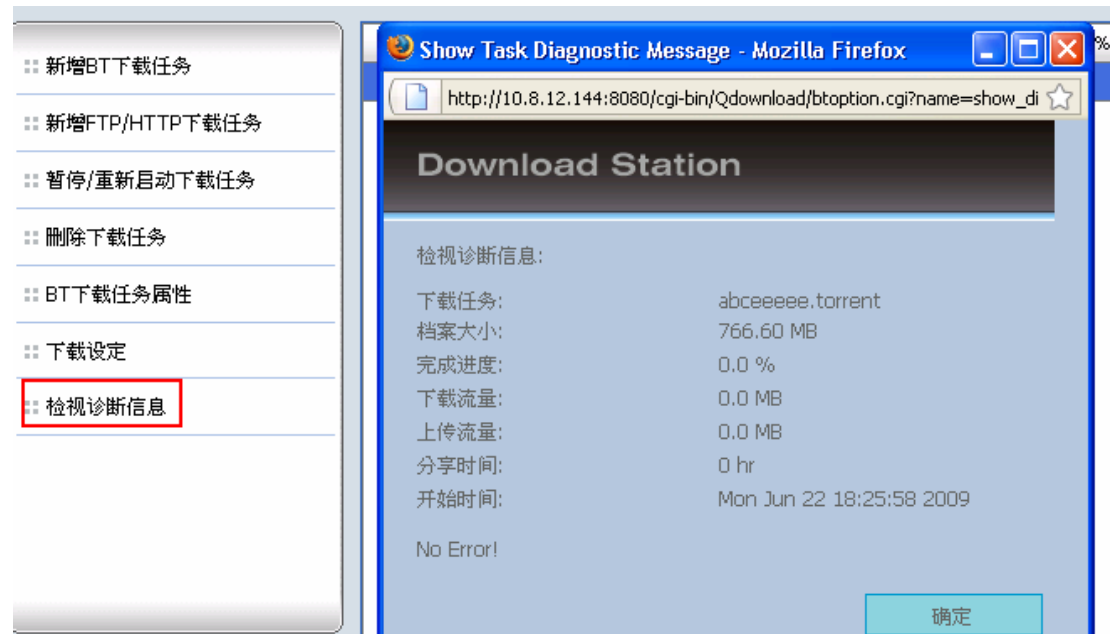 新增BT下载任务
新增FTP/HTTP下载任务
暂停/重新启动下载任务
删除下载任务
BT下载任务属性
下载设定
检视诊断信息
Show Task Diagnostic Message - Mozilla Firefox
%
http://10.8.12.144:8080/cgi-bin/Qdownload/btoption.cgi?name=show_di
Download Station
检视诊断信息:
下载任务: abceeeee.torrent
档案大小: 766.60 MB
完成进度: 0.0 %
下载流量: 0.0 MB
上传流量: 0.0 MB
分享时间: 0 hr
开始时间: Mon Jun 22 18:25:58 2009
No Error!
确定